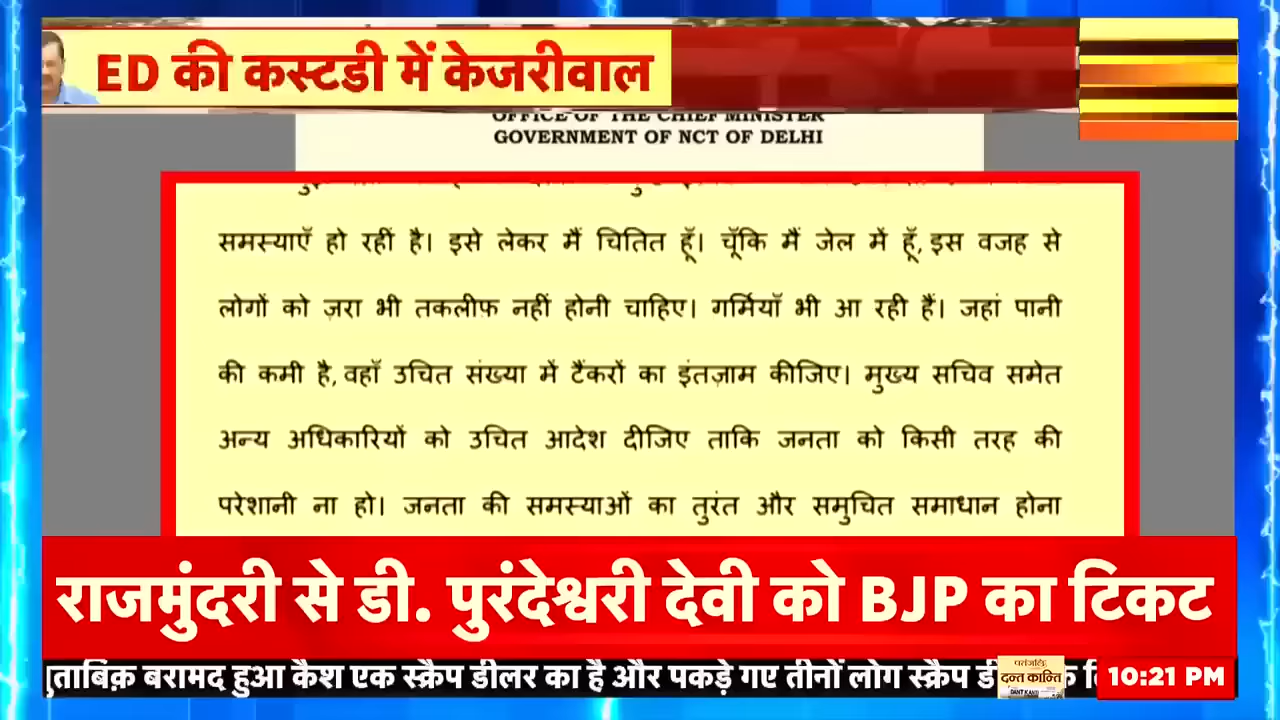 ED की कस्टडी में केजरीवाल
OFFICE OF THE CHIEF MINISTER
GOVERNMENT OF NCT OF DELHI
समस्याएँ हो रहीं है। इसे लेकर मैं चिंतित हूँ। चूँकि मैं जेल में हूँ, इस वजह से
लोगों को ज़रा भी तकलीफ़ नहीं होनी चाहिए। गर्मियाँ भी आ रही हैं। जहां पानी
की कमी है, वहाँ उचित संख्या में टैंकरों का इंतज़ाम कीजिए। मुख्य सचिव समेत
अन्य अधिकारियों को उचित आदेश दीजिए ताकि जनता को किसी तरह की
परेशानी ना हो। जनता की समस्याओं का तुरंत और समुचित समाधान होना
राजमुंदरी से डी. पुरंदेश्वरी देवी को BJP का टिकट
बरामद हुआ कैश एक स्क्रैप डीलर का है और पकड़े गए तीनों लोग स्क्रैप
पतंजलि
दन्त कान्ति
10:21 PM